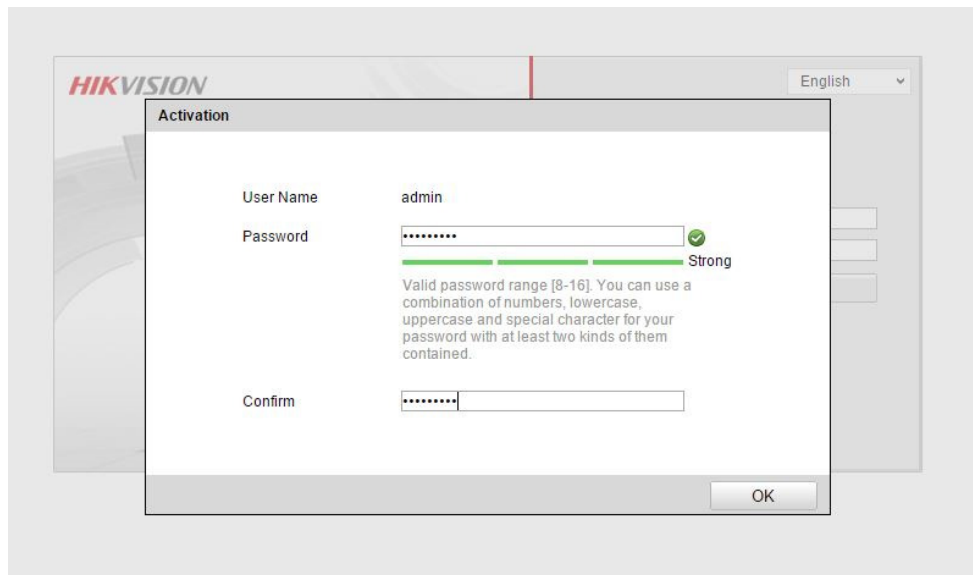 HIKVISION
English
Activation
User Name admin
Password •••••••••
Strong
Valid password range [8-16]. You can use a
combination of numbers, lowercase,
uppercase and special character for your
password with at least two kinds of them
contained.
Confirm •••••••••
OK